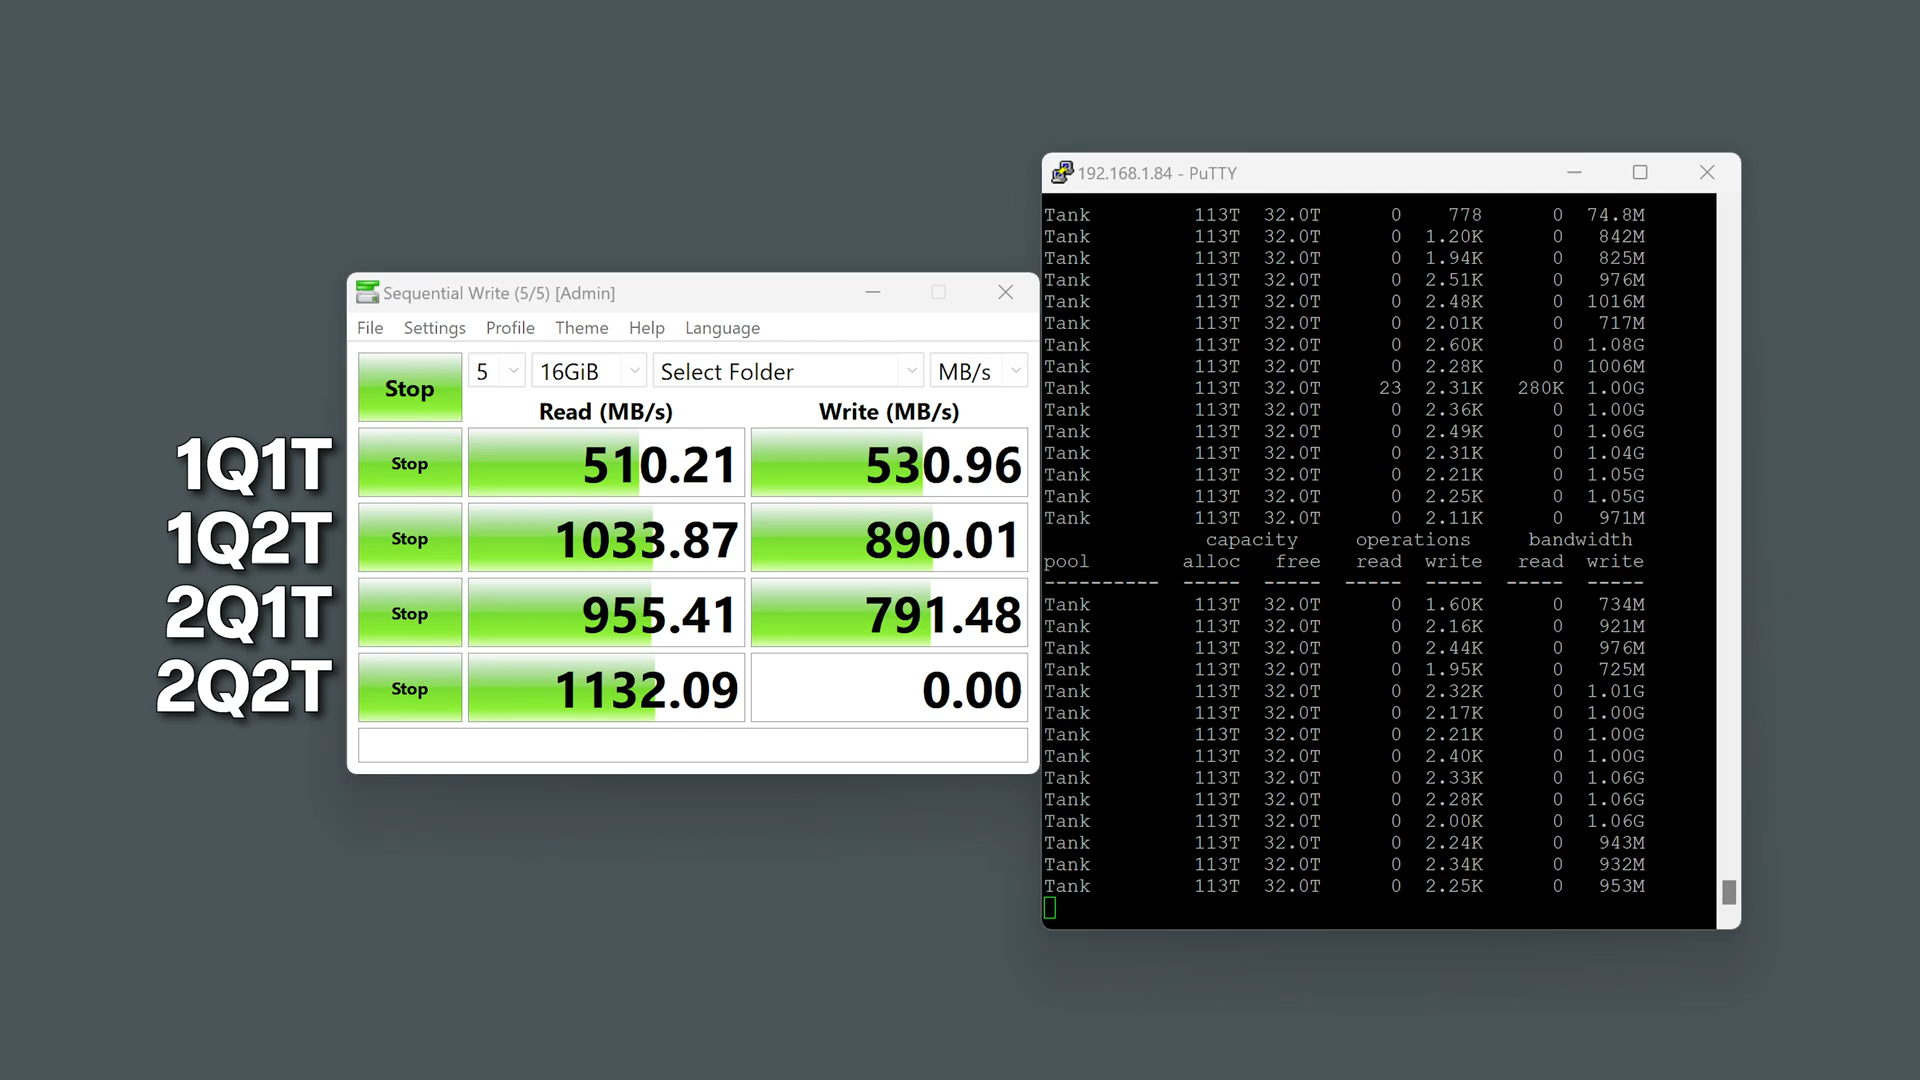 1Q1T
1Q2T
2Q1T
2Q2T
Sequential Write (5/5) [Admin]
File Settings Profile Theme Help Language
Stop 5 16GiB Select Folder MB/s
Read (MB/s) Write (MB/s)
Stop 510.21 530.96
Stop 1033.87 890.01
Stop 955.41 791.48
Stop 1132.09 0.00
192.168.1.84 - PuTTY
Tank 113T 32.0T 0 778 0 74.8M
Tank 113T 32.0T 0 1.20K 0 842M
Tank 113T 32.0T 0 1.94K 0 825M
Tank 113T 32.0T 0 2.51K 0 976M
Tank 113T 32.0T 0 2.48K 0 1016M
Tank 113T 32.0T 0 2.01K 0 717M
Tank 113T 32.0T 0 2.60K 0 1.08G
Tank 113T 32.0T 0 2.28K 0 1006M
Tank 113T 32.0T 23 2.31K 280K 1.00G
Tank 113T 32.0T 0 2.36K 0 1.00G
Tank 113T 32.0T 0 2.49K 0 1.06G
Tank 113T 32.0T 0 2.31K 0 1.04G
Tank 113T 32.0T 0 2.21K 0 1.05G
Tank 113T 32.0T 0 2.25K 0 1.05G
Tank 113T 32.0T 0 2.11K 0 971M
capacity operations bandwidth
pool alloc free read write read write
---------- ----- ----- ----- ----- ----- -----
Tank 113T 32.0T 0 1.60K 0 734M
Tank 113T 32.0T 0 2.16K 0 921M
Tank 113T 32.0T 0 2.44K 0 976M
Tank 113T 32.0T 0 1.95K 0 725M
Tank 113T 32.0T 0 2.32K 0 1.01G
Tank 113T 32.0T 0 2.17K 0 1.00G
Tank 113T 32.0T 0 2.21K 0 1.00G
Tank 113T 32.0T 0 2.40K 0 1.00G
Tank 113T 32.0T 0 2.33K 0 1.06G
Tank 113T 32.0T 0 2.28K 0 1.06G
Tank 113T 32.0T 0 2.00K 0 1.06G
Tank 113T 32.0T 0 2.24K 0 943M
Tank 113T 32.0T 0 2.34K 0 932M
Tank 113T 32.0T 0 2.25K 0 953M